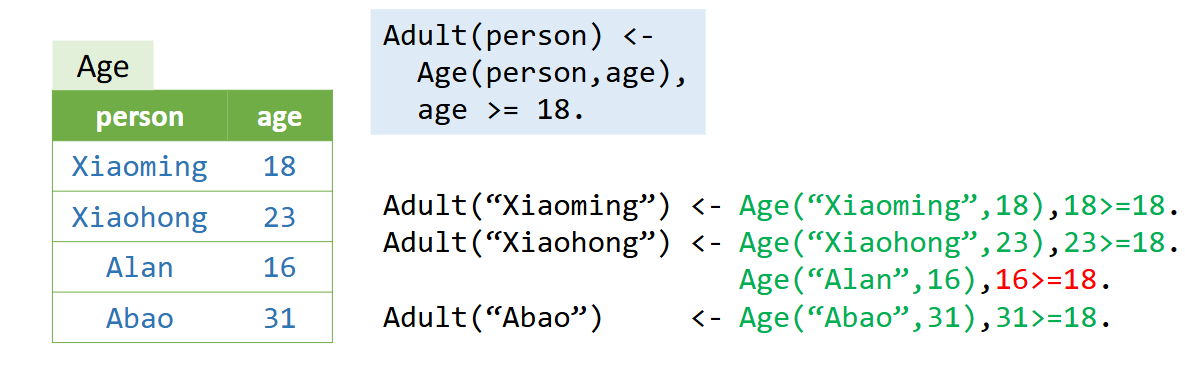 Age
person age
Xiaoming 18
Xiaohong 23
Alan 16
Abao 31
Adult(person) <-
  Age(person,age),
  age >= 18.
Adult(“Xiaoming”) <- Age(“Xiaoming”,18),18>=18.
Adult(“Xiaohong”) <- Age(“Xiaohong”,23),23>=18.
Age(“Alan”,16),16>=18.
Adult(“Abao”) <- Age(“Abao”,31),31>=18.